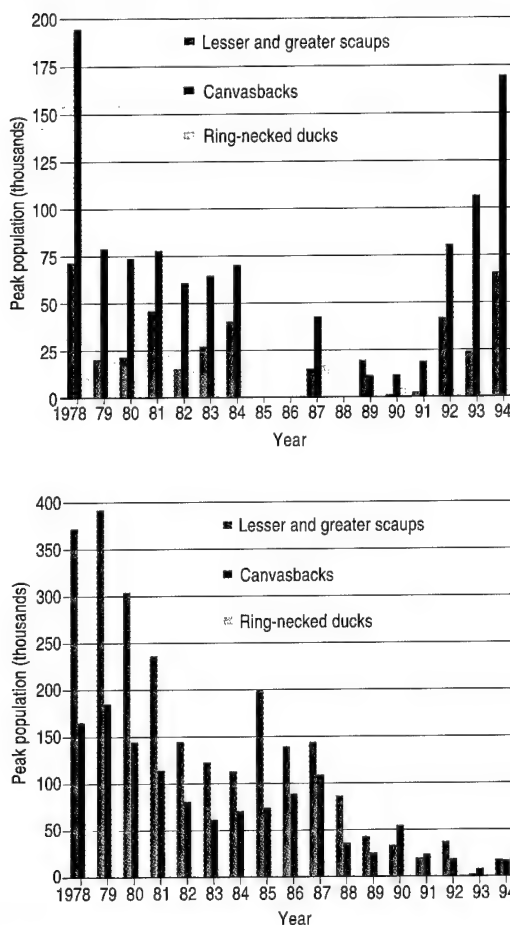 200
175
150
125
100
75
50
25
0
Peak population (thousands)
Lesser and greater scaups
Canvasbacks
Ring-necked ducks
1978 79 80 81 82 83 84 85 86 87 88 89 90 91 92 93 94
Year
400
350
300
250
200
150
100
50
0
Peak population (thousands)
Lesser and greater scaups
Canvasbacks
Ring-necked ducks
1978 79 80 81 82 83 84 85 86 87 88 89 90 91 92 93 94
Year